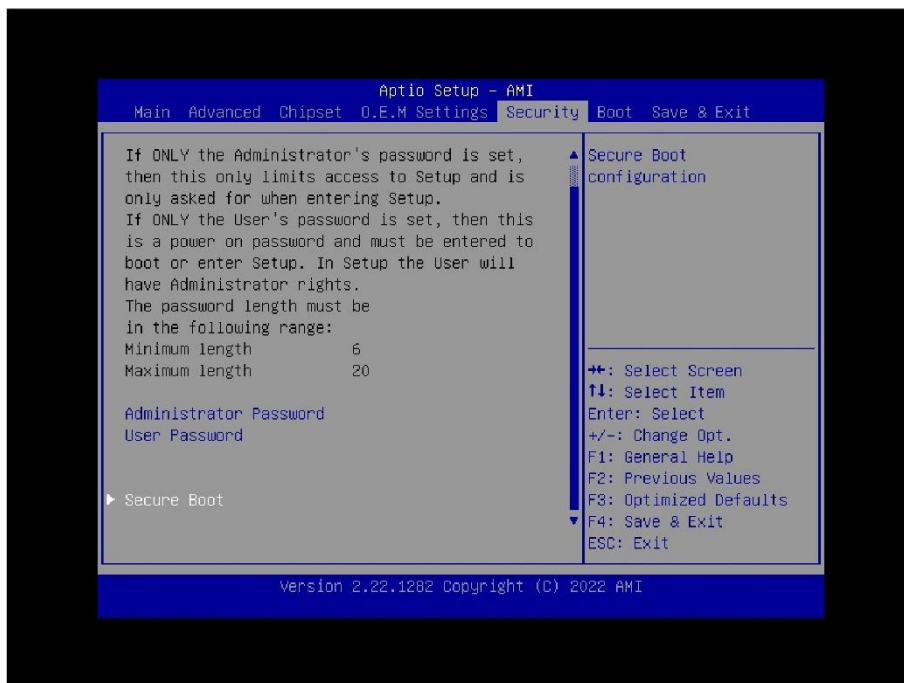 Aptio Setup - AMI
Main Advanced Chipset O.E.M Settings Security Boot Save & Exit
If ONLY the Administrator's password is set,
then this only limits access to Setup and is
only asked for when entering Setup.
If ONLY the User's password is set, then this
is a power on password and must be entered to
boot or enter Setup. In Setup the User will
have Administrator rights.
The password length must be
in the following range:
Minimum length 6
Maximum length 20
Administrator Password
User Password
Secure Boot
Secure Boot
configuration
→←: Select Screen
↑↓: Select Item
Enter: Select
+/-: Change Opt.
F1: General Help
F2: Previous Values
F3: Optimized Defaults
F4: Save & Exit
ESC: Exit
Version 2.22.1282 Copyright (C) 2022 AMI